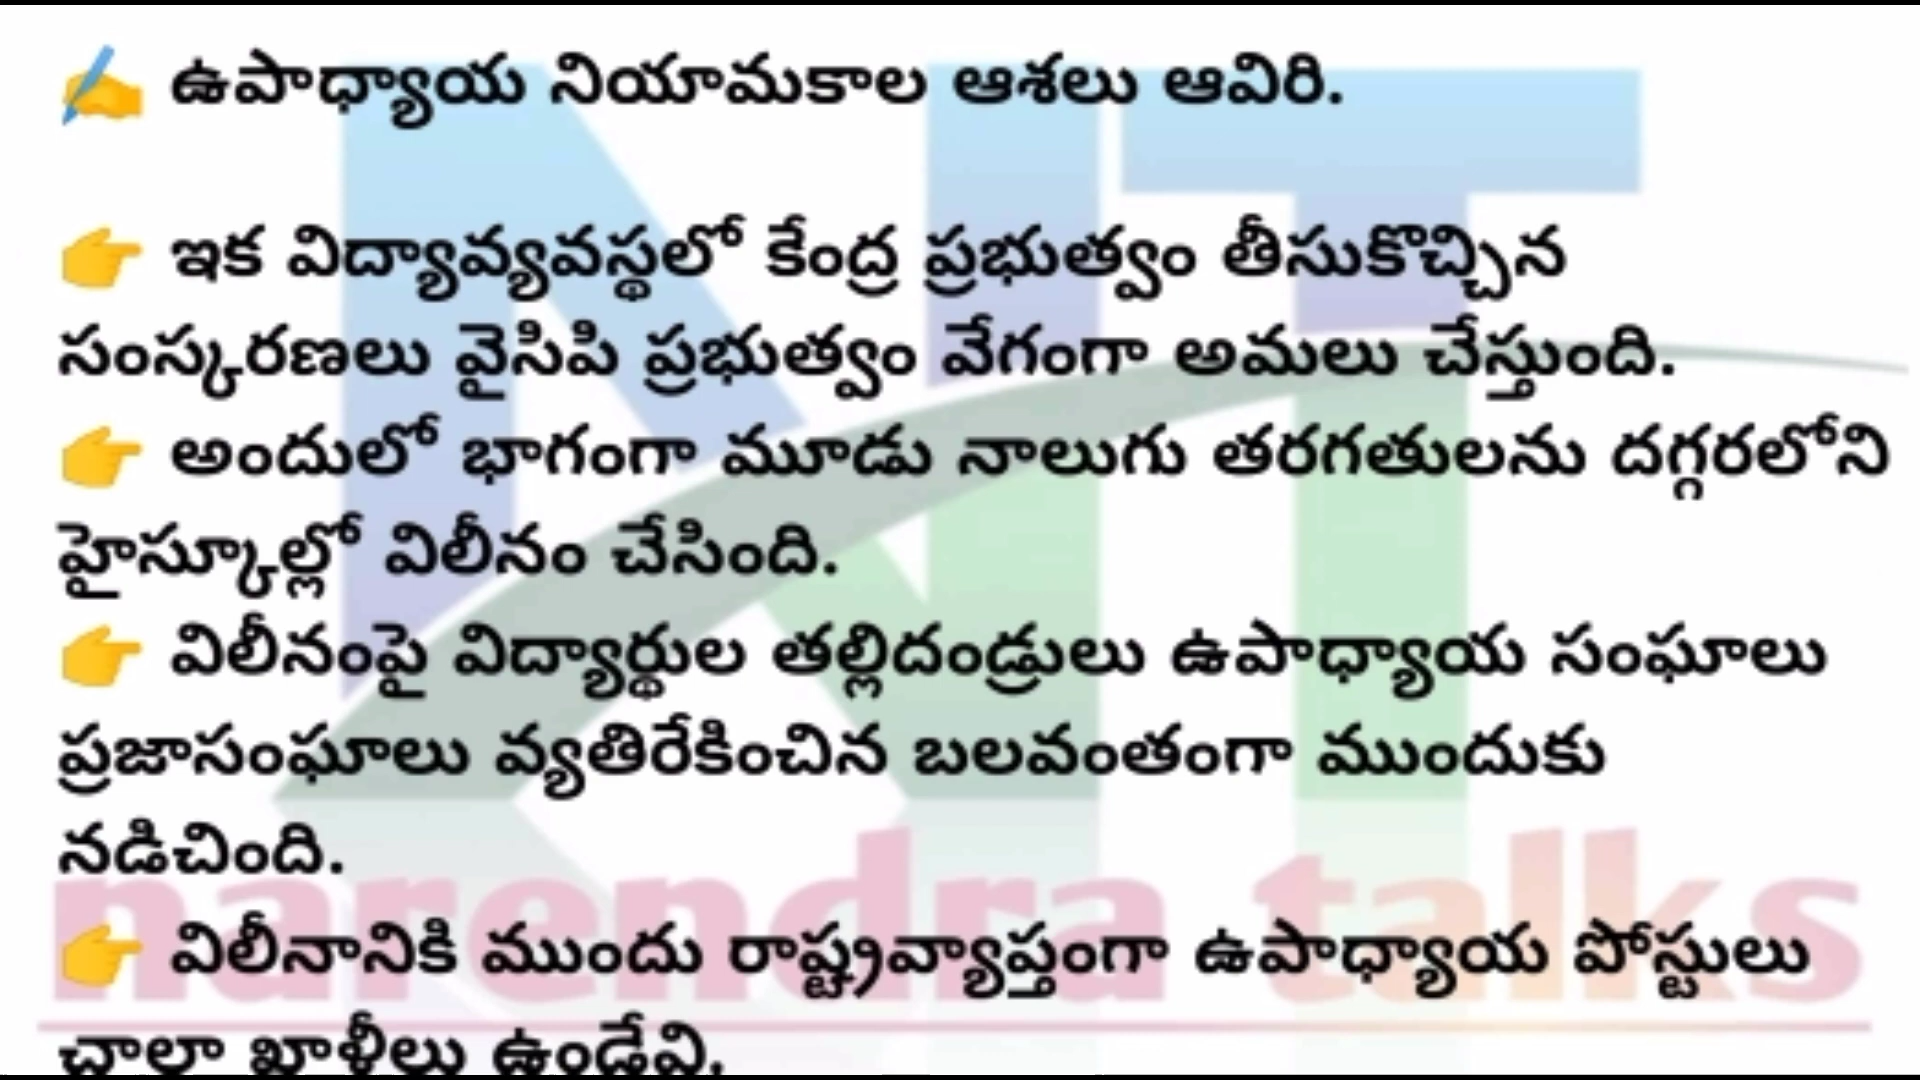 ✍ ఉపాధ్యాయ నియామకాల ఆశలు ఆవిరి.
👉 ఇక విద్యావ్యవస్థలో కేంద్ర ప్రభుత్వం తీసుకొచ్చిన
సంస్కరణలు వైసిపి ప్రభుత్వం వేగంగా అమలు చేస్తుంది.
👉 అందులో భాగంగా మూడు నాలుగు తరగతులను దగ్గరలోని
హైస్కూల్లో విలీనం చేసింది.
👉 విలీనంపై విద్యార్థుల తల్లిదండ్రులు ఉపాధ్యాయ సంఘాలు
ప్రజాసంఘాలు వ్యతిరేకించిన బలవంతంగా ముందుకు
నడిచింది.
👉 విలీనానికి ముందు రాష్ట్రవ్యాప్తంగా ఉపాధ్యాయ పోస్టులు
చాలా ఖాళీలు ఉండేవి.
NT
narendra talks